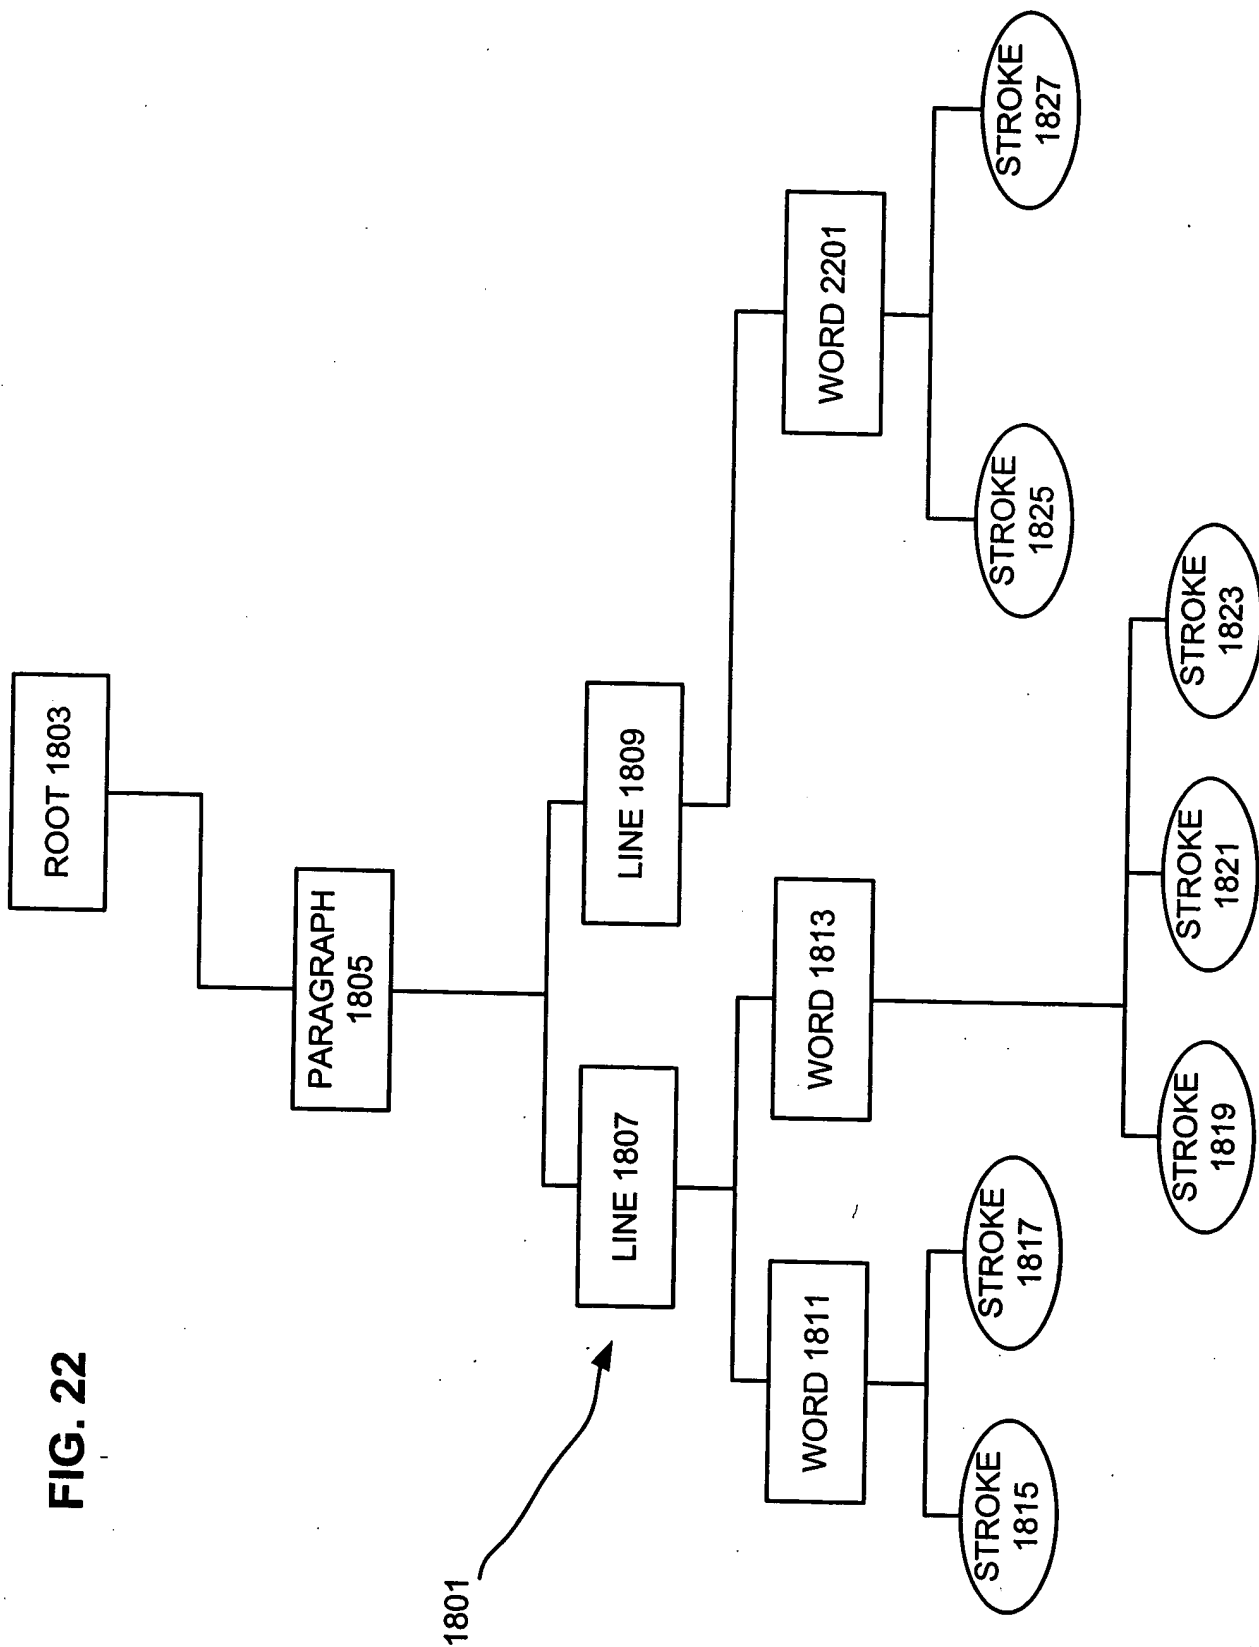 FIG. 22
1801
ROOT 1803
PARAGRAPH
1805
LINE 1807
LINE 1809
WORD 1811
WORD 1813
WORD 2201
STROKE
1815
STROKE
1817
STROKE
1819
STROKE
1821
STROKE
1823
STROKE
1825
STROKE
1827